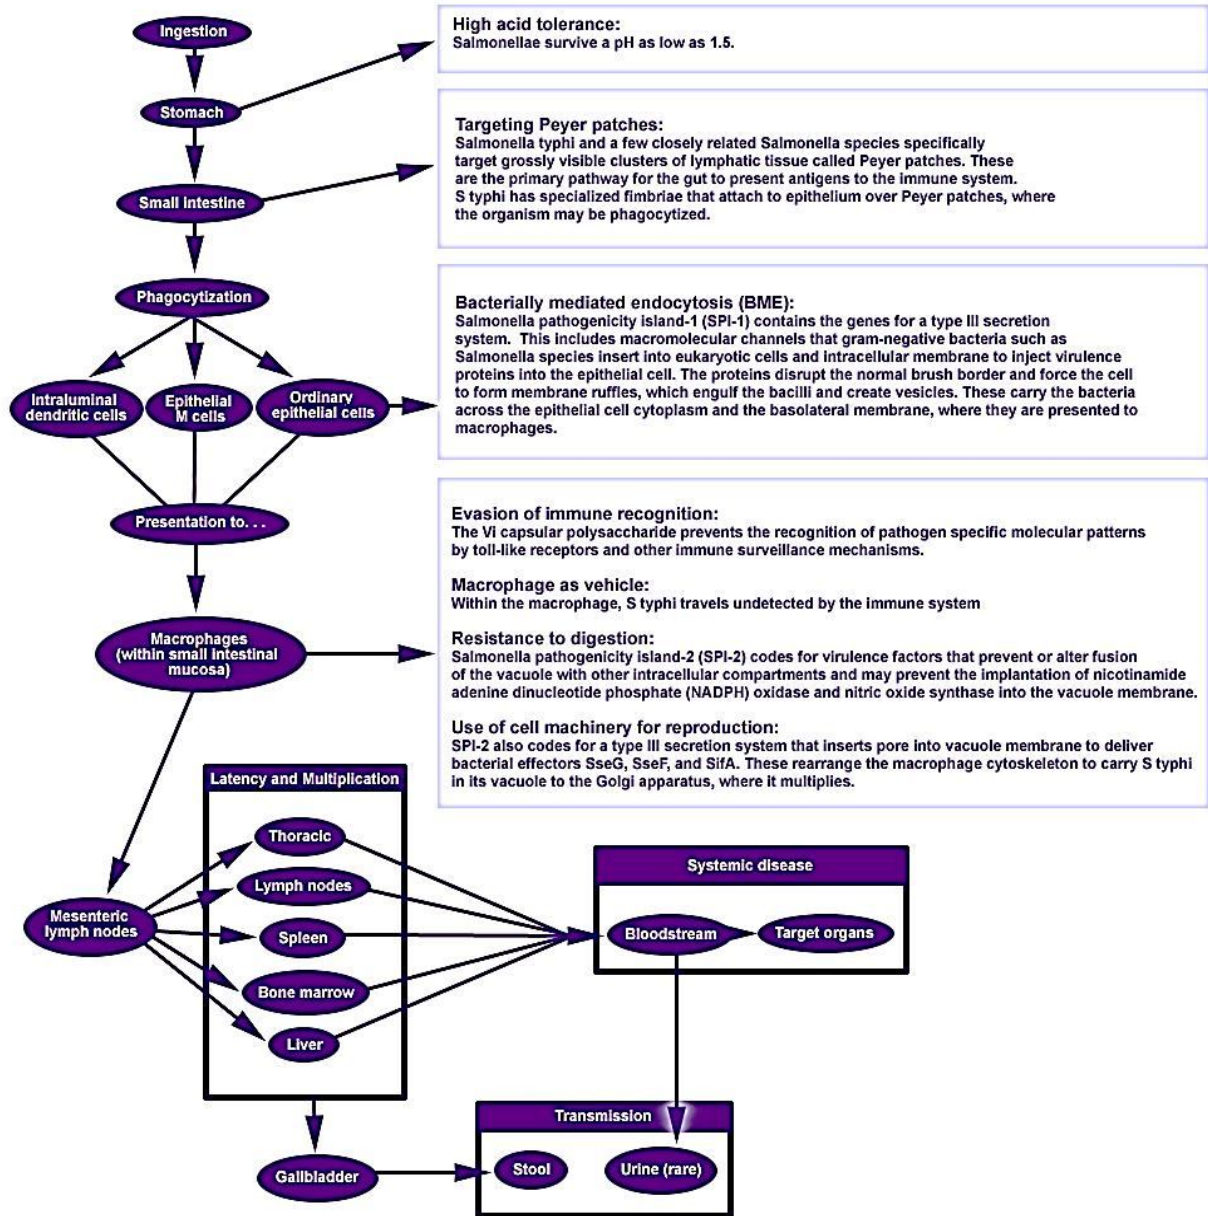 Ingestion
High acid tolerance:
Salmonellae survive a pH as low as 1.5.
Stomach
Targeting Peyer patches:
Salmonella typhi and a few closely related Salmonella species specifically
target grossly visible clusters of lymphatic tissue called Peyer patches. These
are the primary pathway for the gut to present antigens to the immune system.
S typhi has specialized fimbriae that attach to epithelium over Peyer patches, where
the organism may be phagocytized.
Small intestine
Phagocytization
Bacterially mediated endocytosis (BME):
Salmonella pathogenicity island-1 (SPI-1) contains the genes for a type III secretion
system. This includes macromolecular channels that gram-negative bacteria such as
Salmonella species insert into eukaryotic cells and intracellular membrane to inject virulence
proteins into the epithelial cell. The proteins disrupt the normal brush border and force the cell
to form membrane ruffles, which engulf the bacilli and create vesicles. These carry the bacteria
across the epithelial cell cytoplasm and the basolateral membrane, where they are presented to
macrophages.
Intraluminal
dendritic cells
Epithelial
M cells
Ordinary
epithelial cells
Presentation to. . .
Evasion of immune recognition:
The Vi capsular polysaccharide prevents the recognition of pathogen specific molecular patterns
by toll-like receptors and other immune surveillance mechanisms.
Macrophage as vehicle:
Within the macrophage, S typhi travels undetected by the immune system
Resistance to digestion:
Salmonella pathogenicity island-2 (SPI-2) codes for virulence factors that prevent or alter fusion
of the vacuole with other intracellular compartments and may prevent the implantation of nicotinamide
adenine dinucleotide phosphate (NADPH) oxidase and nitric oxide synthase into the vacuole membrane.
Use of cell machinery for reproduction:
SPI-2 also codes for a type III secretion system that inserts pore into vacuole membrane to deliver
bacterial effectors SseG, SseF, and SifA. These rearrange the macrophage cytoskeleton to carry S typhi
in its vacuole to the Golgi apparatus, where it multiplies.
Macrophages
(within small intestinal
mucosa)
Latency and Multiplication
Thoracic
Lymph nodes
Spleen
Bone marrow
Liver
Mesenteric
lymph nodes
Systemic disease
Bloodstream
Target organs
Gallbladder
Transmission
Stool
Urine (rare)